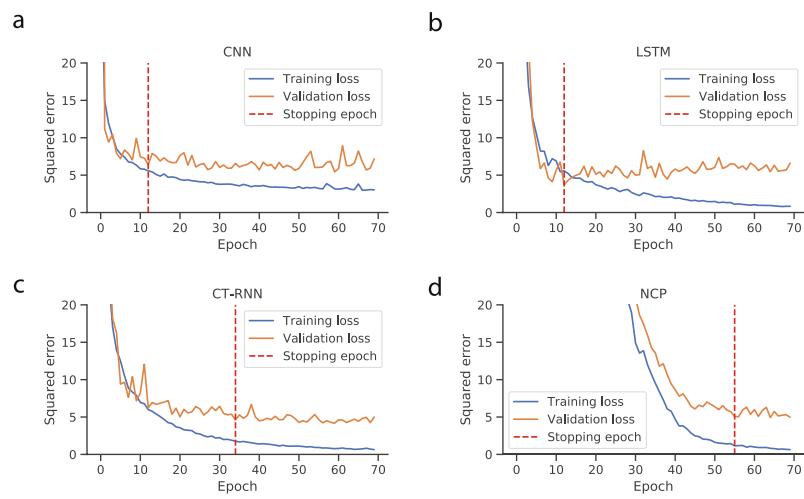 a
CNN
20
15
10
5
0
Squared error
Training loss
Validation loss
Stopping epoch
0 10 20 30 40 50 60 70
Epoch
b
LSTM
20
15
10
5
0
Squared error
Training loss
Validation loss
Stopping epoch
0 10 20 30 40 50 60 70
Epoch
c
CT-RNN
20
15
10
5
0
Squared error
Training loss
Validation loss
Stopping epoch
0 10 20 30 40 50 60 70
Epoch
d
NCP
20
15
10
5
0
Squared error
Training loss
Validation loss
Stopping epoch
0 10 20 30 40 50 60 70
Epoch